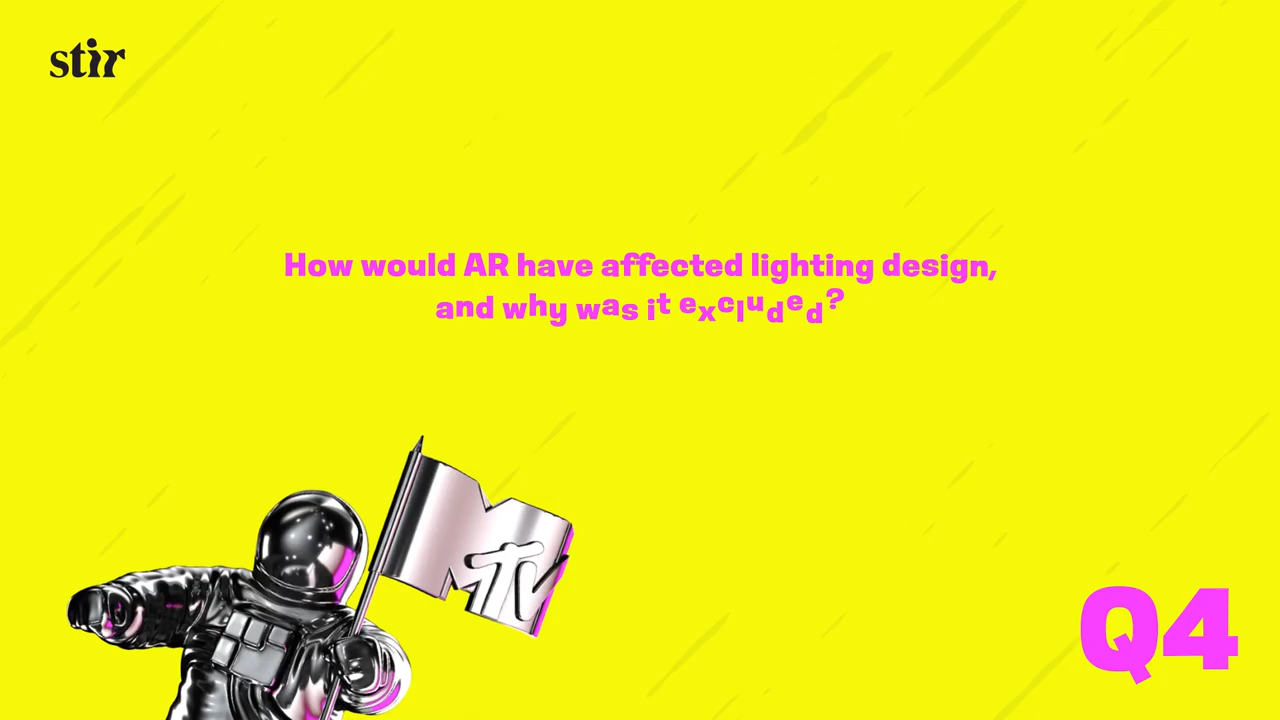 stir
How would AR have affected lighting design,
and why was it excluded?
MTV
Q4